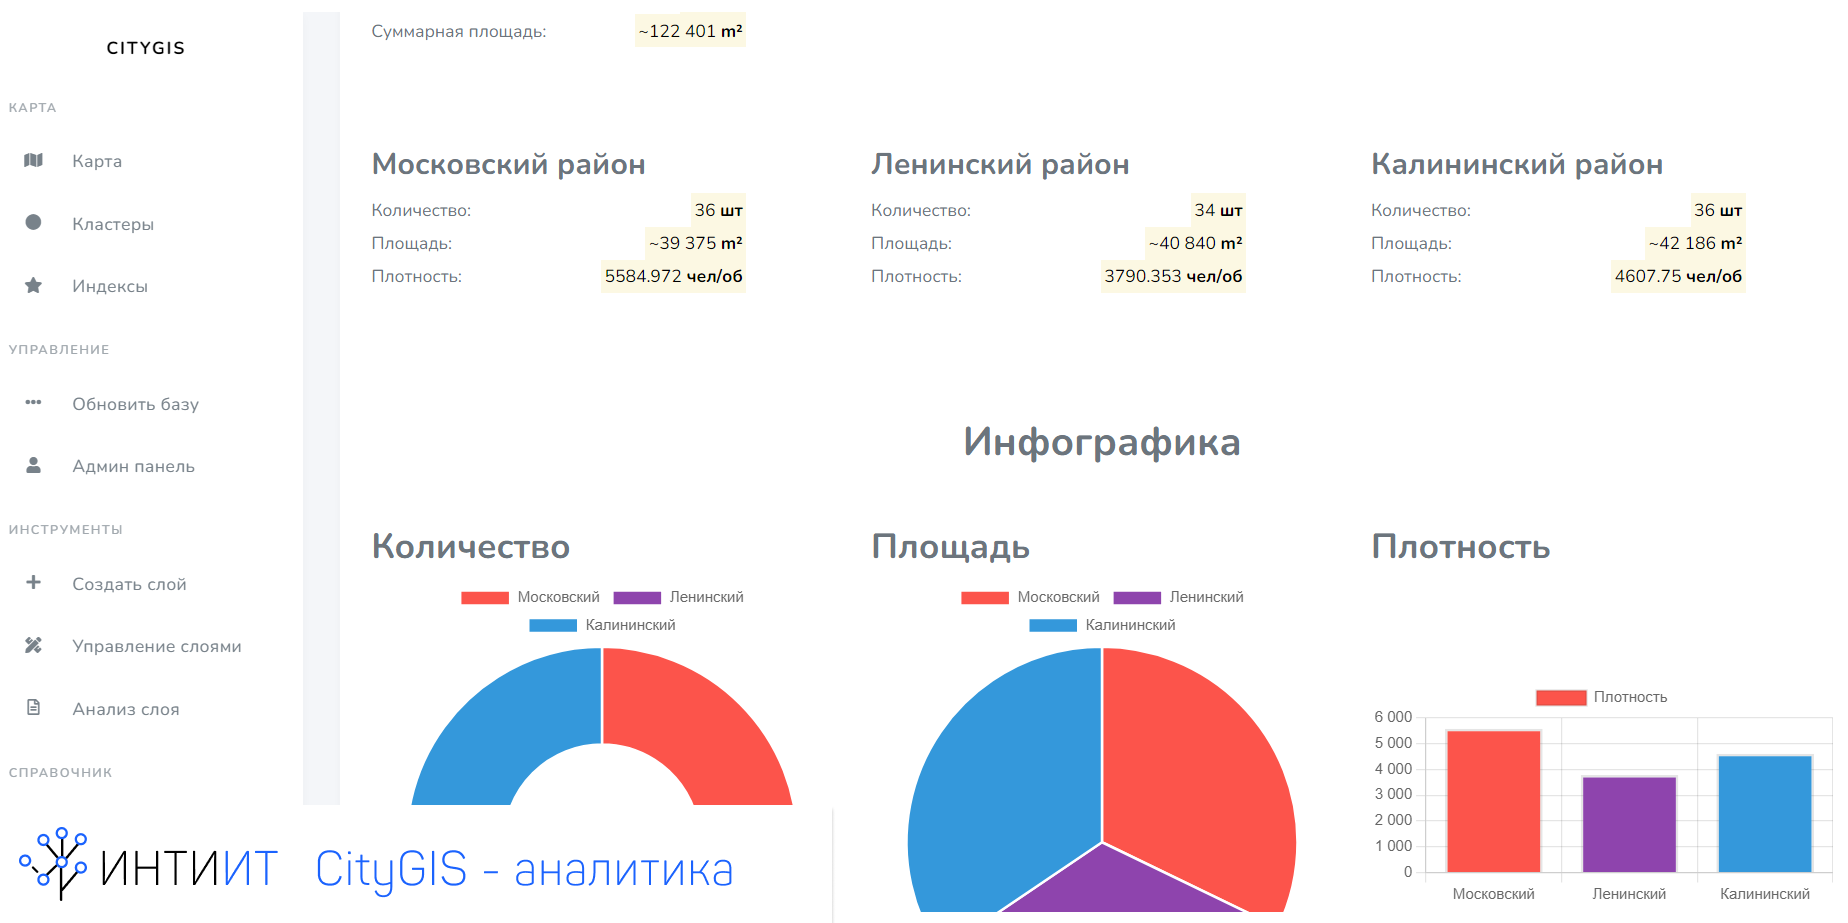 CITYGIS
КАРТА
Карта
Кластеры
Индексы
УПРАВЛЕНИЕ
Обновить базу
Админ панель
ИНСТРУМЕНТЫ
Создать слой
Управление слоями
Анализ слоя
СПРАВОЧНИК
Суммарная площадь: ~122 401 m²
Московский район
Количество: 36 шт
Площадь: ~39 375 m²
Плотность: 5584.972 чел/об
Ленинский район
Количество: 34 шт
Площадь: ~40 840 m²
Плотность: 3790.353 чел/об
Калининский район
Количество: 36 шт
Площадь: ~42 186 m²
Плотность: 4607.75 чел/об
Инфографика
Количество
Московский Ленинский
Калининский
Площадь
Московский Ленинский
Калининский
Плотность
Плотность
6 000
5 000
4 000
3 000
2 000
1 000
0
Московский Ленинский Калининский
ИНТИИТ CityGIS - аналитика